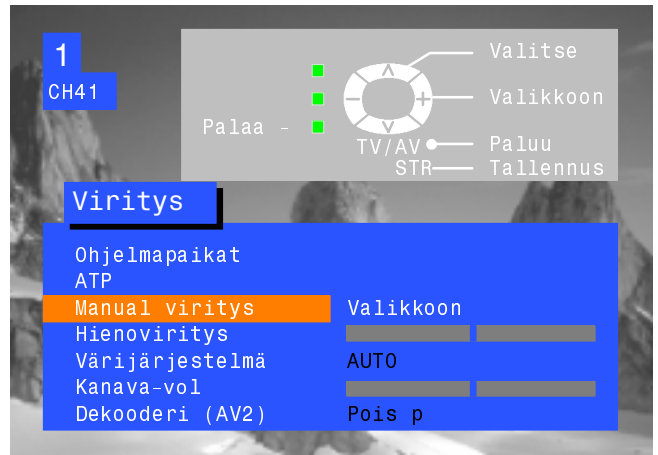 1
CH41
Valitse
Valikkoon
Palaa -
TV/AV Paluu
STR Tallennus
Viritys
Ohjelmapaikat
ATP
Manual viritys Valikkoon
Hienoviritys
Värijärjestelmä AUTO
Kanava-vol
Dekooderi (AV2) Pois p